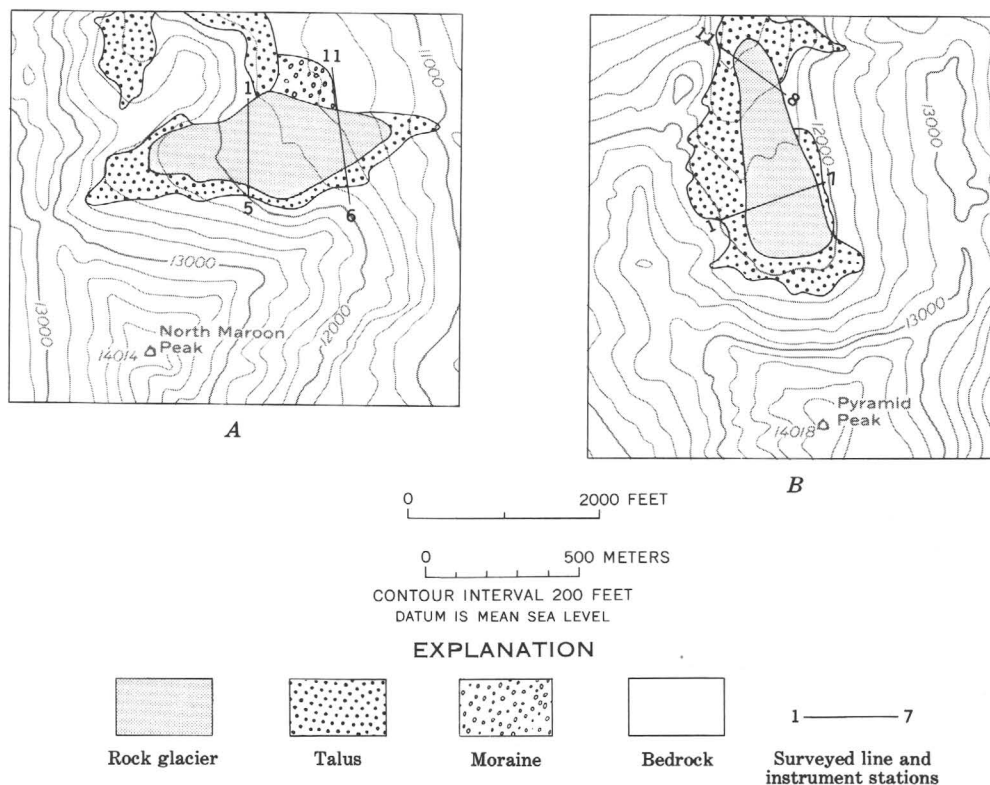 11
11000
1
5
6
13000
13000
12000
North Maroon
Peak
14014
A
14
8
13000
12000
7
1
13000
Pyramid
Peak
14018
B
0 2000 FEET
0 500 METERS
CONTOUR INTERVAL 200 FEET
DATUM IS MEAN SEA LEVEL
EXPLANATION
1 7
Rock glacier Talus Moraine Bedrock Surveyed line and
instrument stations